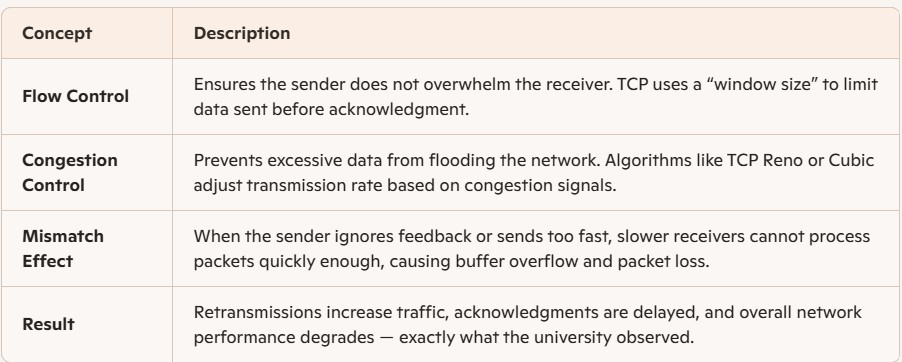 Concept Description
Flow Control
Ensures the sender does not overwhelm the receiver. TCP uses a “window size” to limit
data sent before acknowledgment.
Congestion
Control
Prevents excessive data from flooding the network. Algorithms like TCP Reno or Cubic
adjust transmission rate based on congestion signals.
Mismatch
Effect
When the sender ignores feedback or sends too fast, slower receivers cannot process
packets quickly enough, causing buffer overflow and packet loss.
Result
Retransmissions increase traffic, acknowledgments are delayed, and overall network
performance degrades — exactly what the university observed.